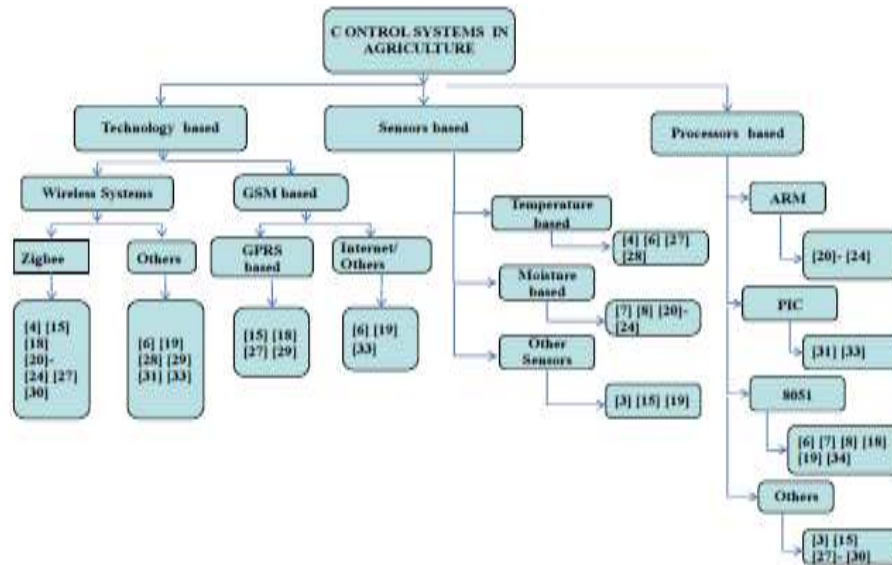 C ONTROL SYSTEMS IN
AGRICULTURE
Technology based
Sensors based
Processors based
Wireless Systems
GSM based
Zigbee
Others
GPRS
based
Internet/
Others
[4] [15]
[18]
[20]-
[24] [27]
[30]
[6] [19]
[28] [29]
[31] [33]
[15] [18]
[27] [29]
[6] [19]
[33]
Temperature
based
[4] [6] [27]
[28]
Moisture
based
[7] [8] [20]-
[24]
Other
Sensors
[3] [15] [19]
ARM
[20]- [24]
PIC
[31] [33]
8051
[6] [7] [8] [18]
[19] [34]
Others
[3] [15]
[27]- [30]